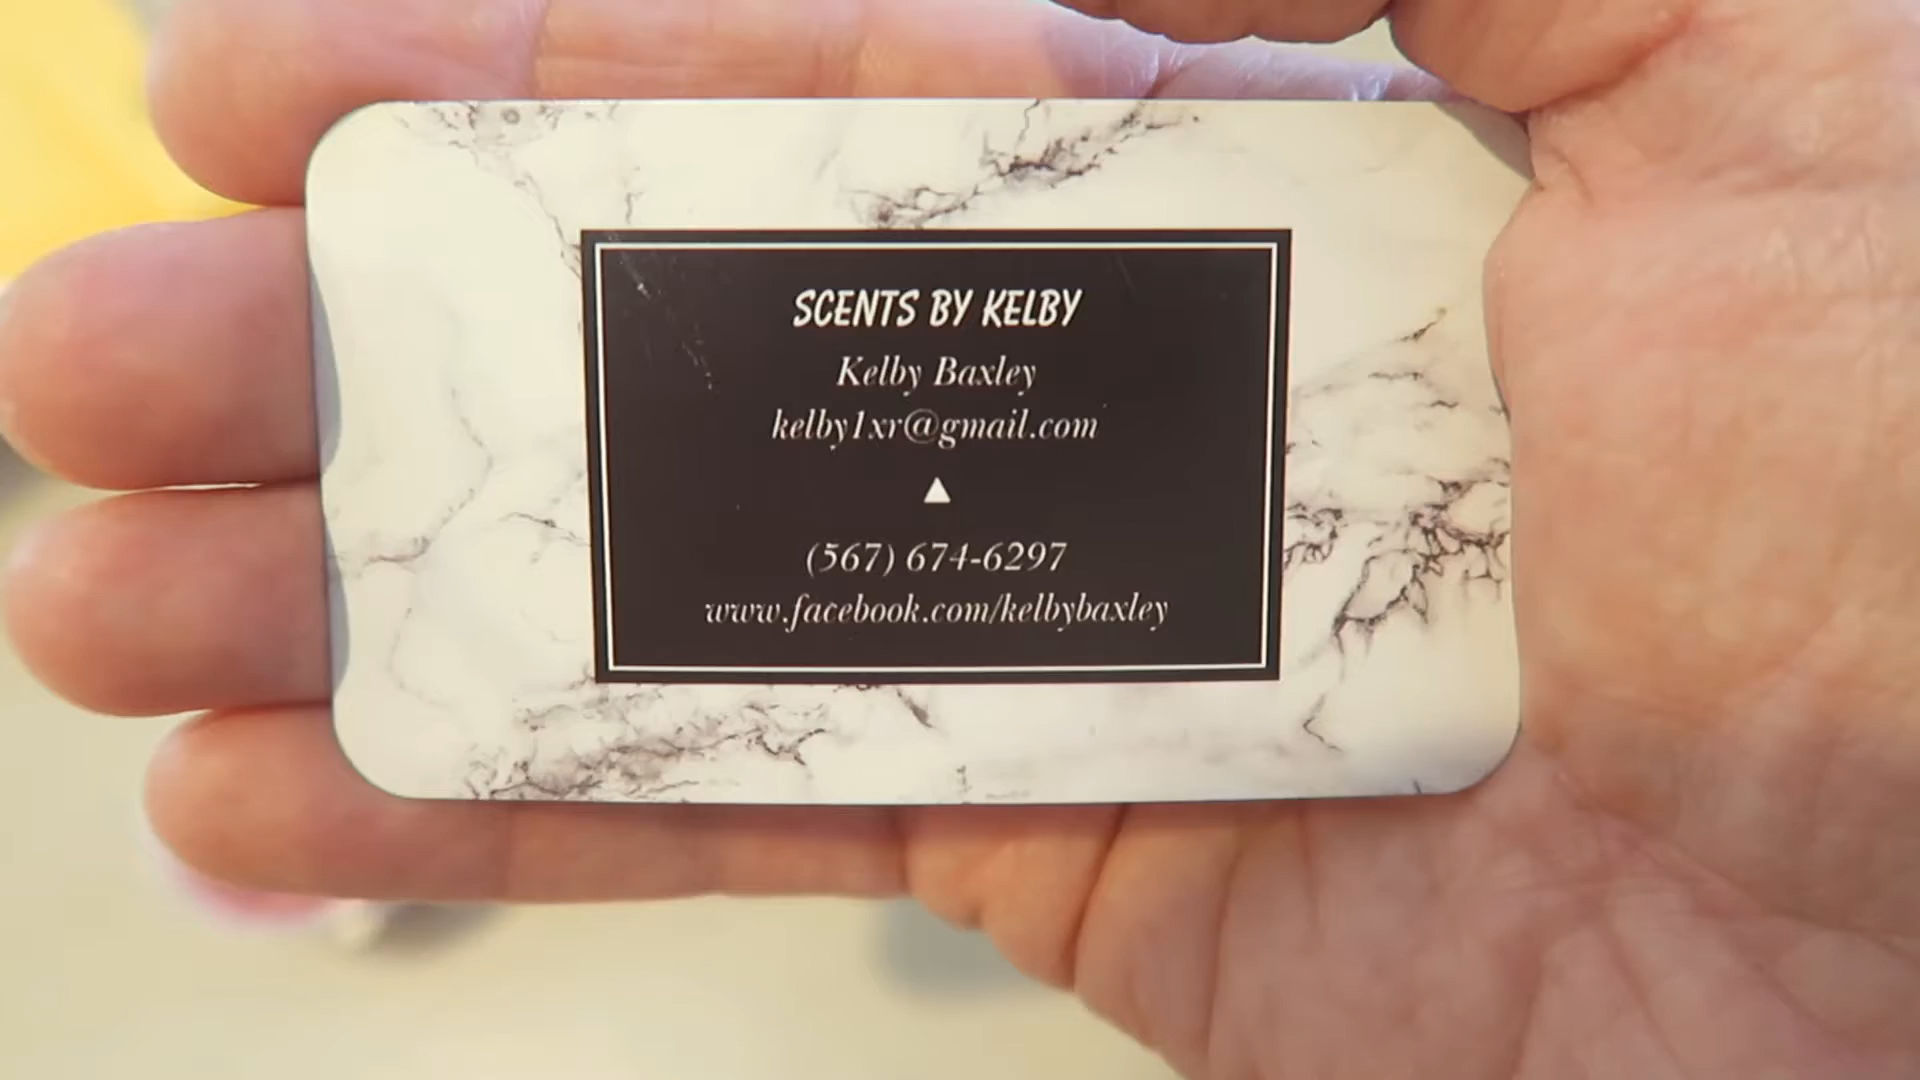 SCENTS BY KELBY
Kelby Baxley
kelby1xr@gmail.com
(567) 674-6297
www.facebook.com/kelbybaxley